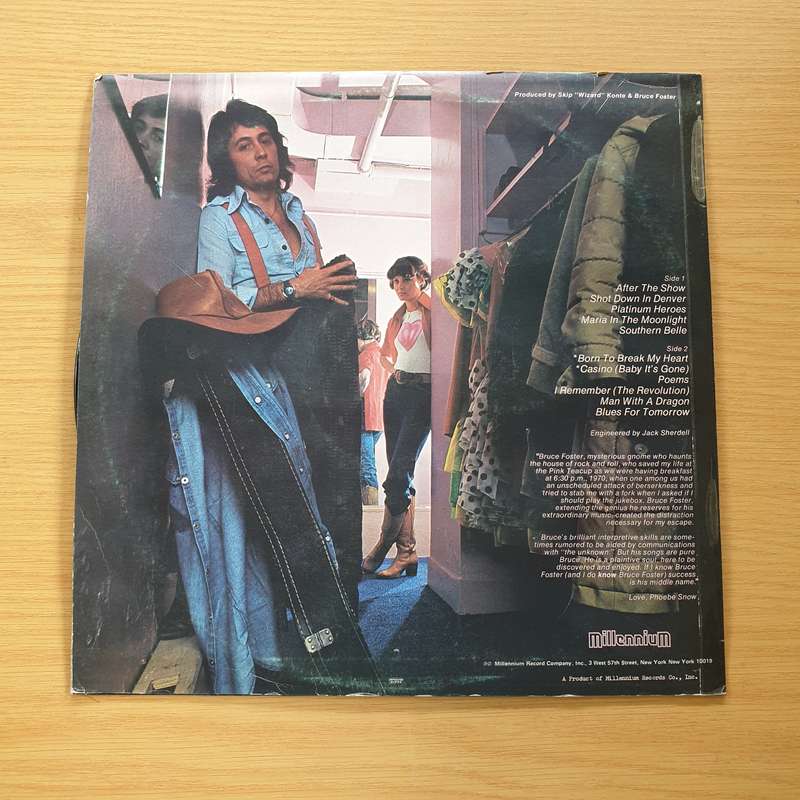 Produced by Skip "Wizard" Konte & Bruce Foster
Side 1
After The Show
Shot Down In Denver
Platinum Heroes
Maria In The Moonlight
Southern Belle
Side 2
*Born To Break My Heart
*Casino (Baby It's Gone)
Poems
I Remember (The Revolution)
Man With A Dragon
Blues For Tomorrow
Engineered by Jack Sherdell
"Bruce Foster, mysterious gnome who haunts
the house of rock and roll, who saved my life at
the Pink Teacup as we were having breakfast
at 6:30 p.m., 1970, when one among us had
an unscheduled attack of berserkness and
tried to stab me with a fork when I asked if I
should play the jukebox. Bruce Foster,
extending the genius he reserves for his
extraordinary music, created the distraction
necessary for my escape.
Bruce's brilliant interpretive skills are some-
times rumored to be aided by communications
with "the unknown." But his songs are pure
Bruce. He is a plaintive soul, here to be
discovered and enjoyed. If I know Bruce
Foster (and I do know Bruce Foster) success
is his middle name."
Love, Phoebe Snow
Millennium
Millennium Record Company, Inc., 3 West 57th Street, New York New York 10019
A Product of Millennium Records Co., Inc.